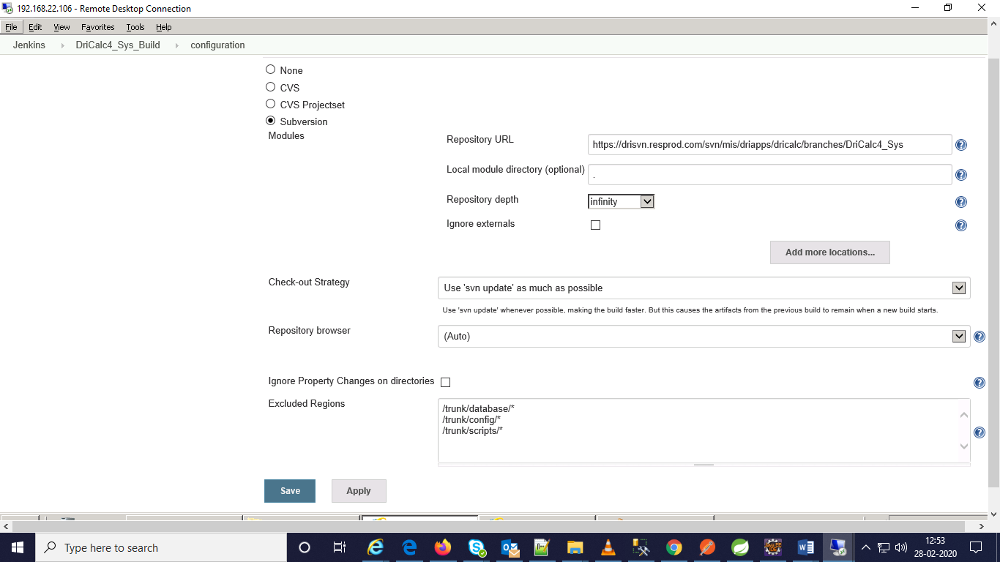 192.168.22.106 - Remote Desktop Connection
File Edit View Favorites Tools Help
Jenkins DriCalc4_Sys_Build configuration
None
CVS
CVS Projectset
Subversion
Modules
Repository URL
https://drisvn.resprod.com/svn/mis/driapps/dricalc/branches/DriCalc4_Sys
Local module directory (optional)
.
Repository depth
infinity
Ignore externals
Add more locations...
Check-out Strategy
Use 'svn update' as much as possible
Use 'svn update' whenever possible, making the build faster. But this causes the artifacts from the previous build to remain when a new build starts.
Repository browser
(Auto)
Ignore Property Changes on directories
Excluded Regions
/trunk/database/*
/trunk/config/*
/trunk/scripts/*
Save Apply
Type here to search
12:53
28-02-2020